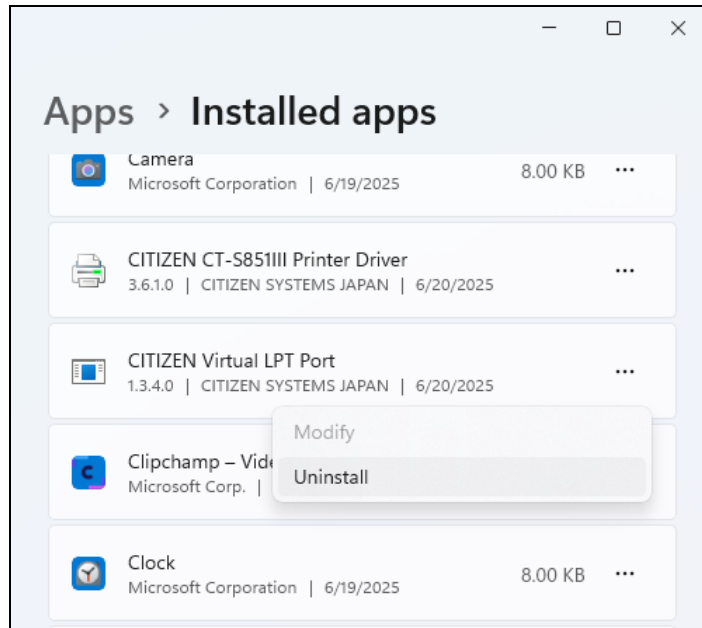 Apps > Installed apps
Camera
Microsoft Corporation | 6/19/2025
8.00 KB
CITIZEN CT-S851III Printer Driver
3.6.1.0 | CITIZEN SYSTEMS JAPAN | 6/20/2025
CITIZEN Virtual LPT Port
1.3.4.0 | CITIZEN SYSTEMS JAPAN | 6/20/2025
Modify
Uninstall
Clipchamp – Vide
Microsoft Corp. |
Clock
Microsoft Corporation | 6/19/2025
8.00 KB